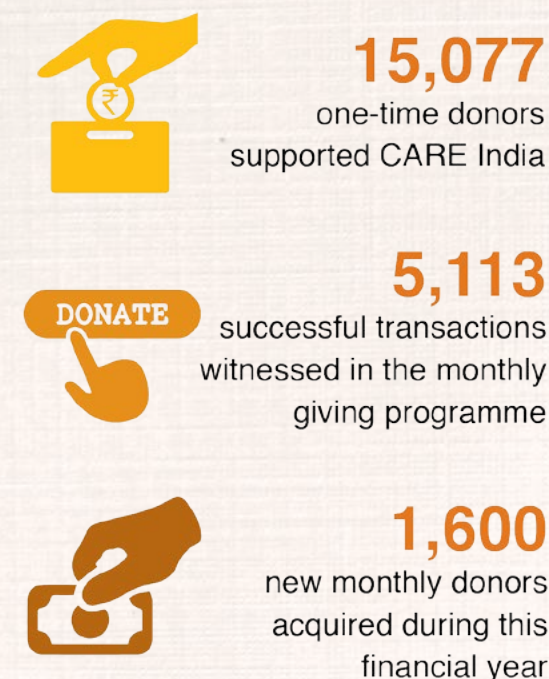 ₹
15,077
one-time donors
supported CARE India
5,113
DONATE
successful transactions
witnessed in the monthly
giving programme
1,600
new monthly donors
acquired during this
financial year